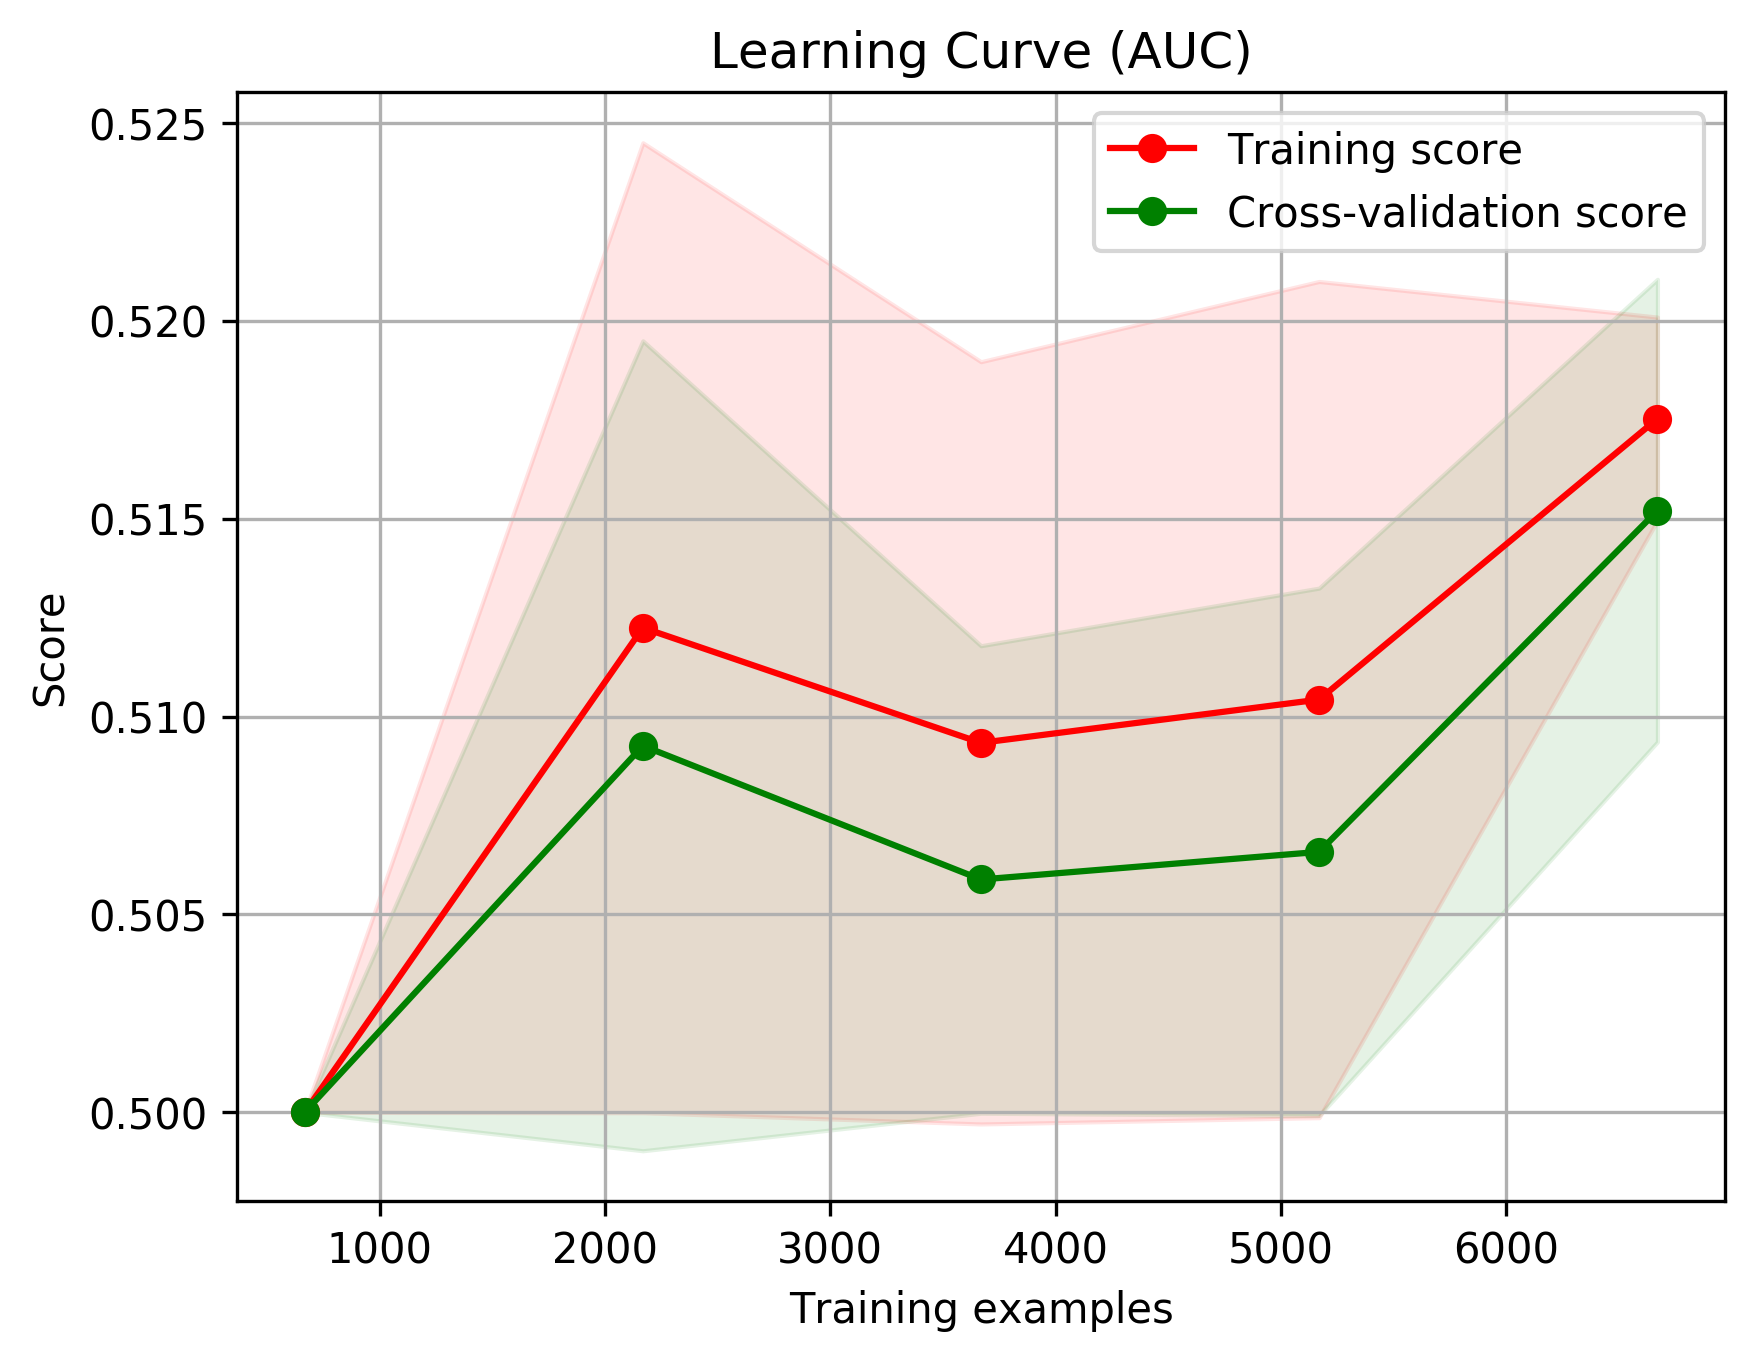 Learning Curve (AUC)
0.525
0.520
0.515
0.510
0.505
0.500
Score
Training score
Cross-validation score
1000 2000 3000 4000 5000 6000
Training examples